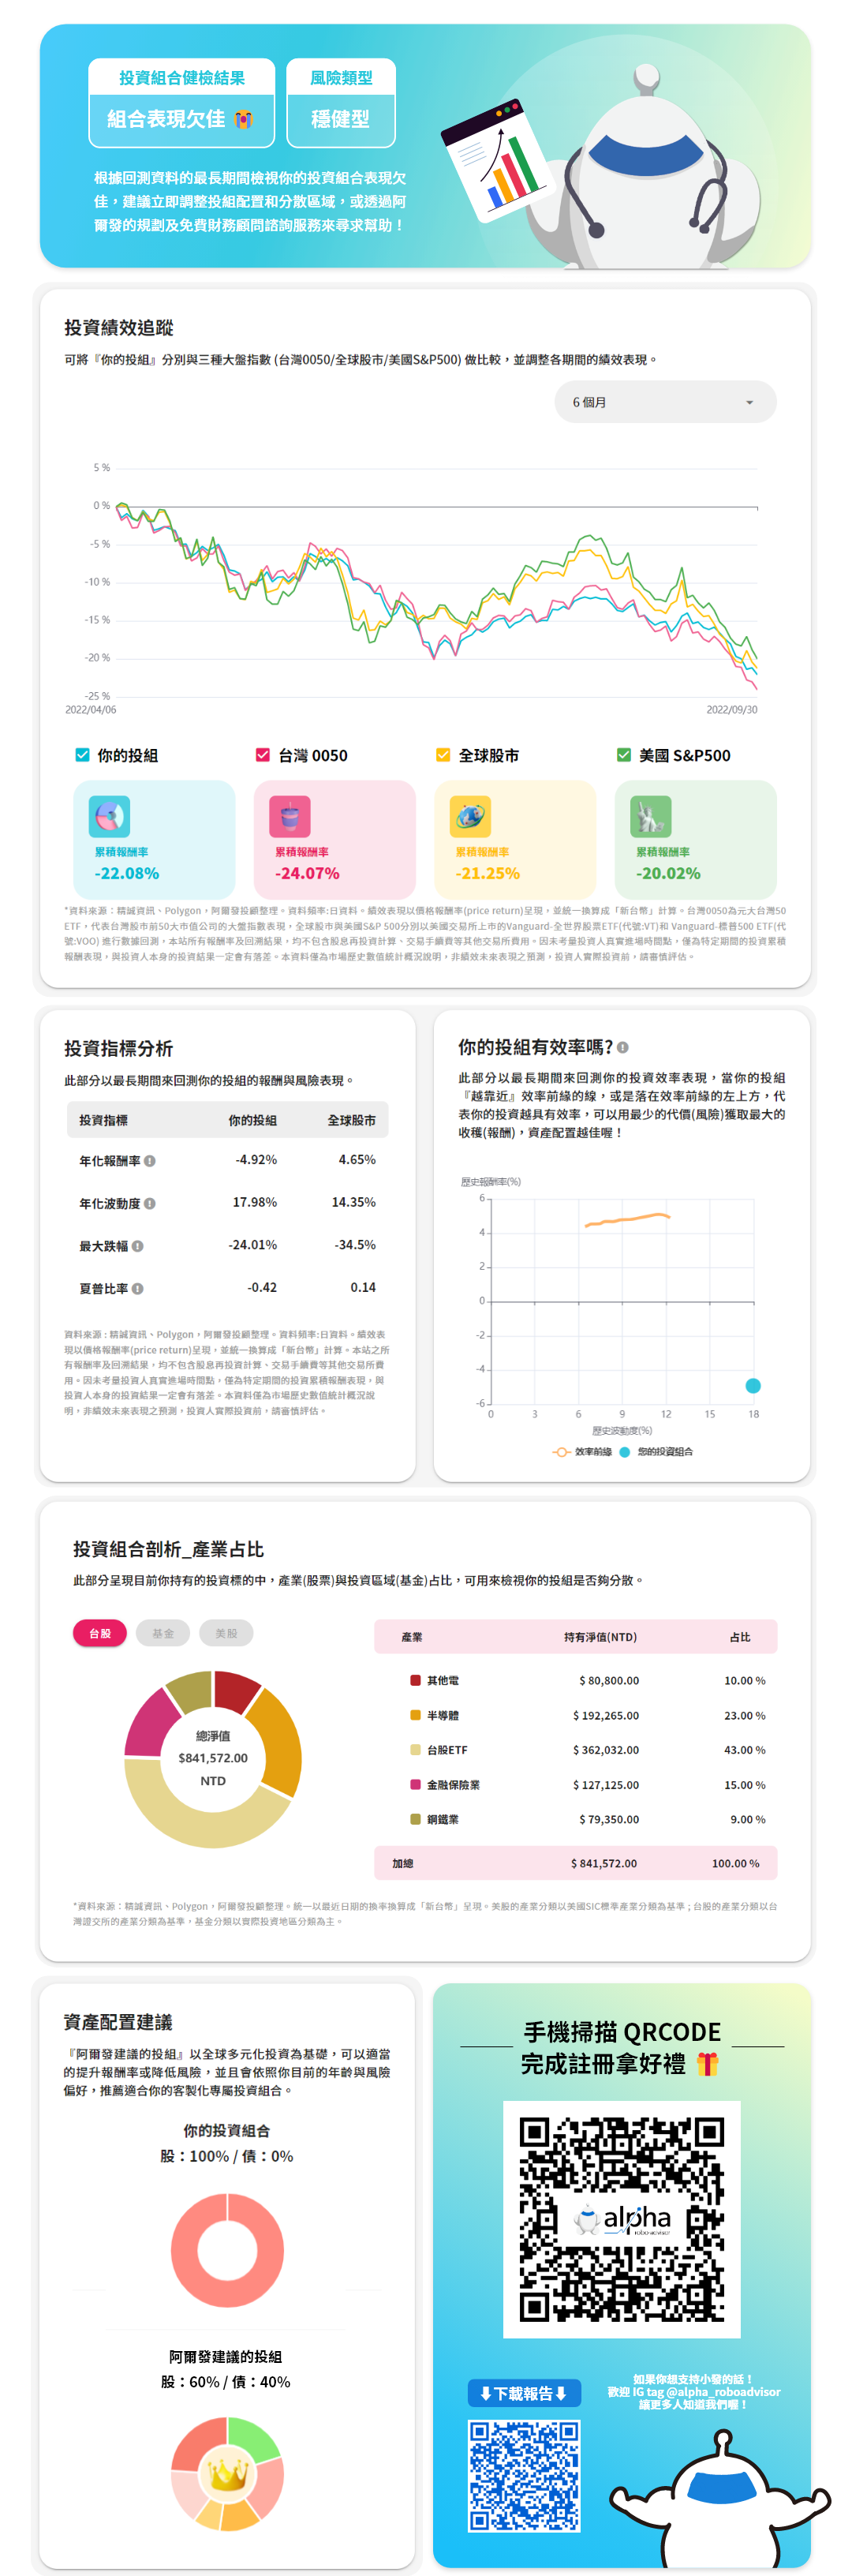 投資組合健檢結果
風險類型
組合表現欠佳
穩健型
根據回測資料的最長期間檢視你的投資組合表現欠
佳，建議立即調整投組配置和分散區域，或透過阿
爾發的規劃及免費財務顧問諮詢服務來尋求幫助！
投資績效追蹤
可將『你的投組』分別與三種大盤指數 (台灣0050/全球股市/美國S&P500) 做比較，並調整各期間的績效表現。
6 個月
5 %
0 %
-5 %
-10 %
-15 %
-20 %
-25 %
2022/04/06
2022/09/30
你的投組
台灣 0050
全球股市
美國 S&P500
累積報酬率
-22.08%
累積報酬率
-24.07%
累積報酬率
-21.25%
累積報酬率
-20.02%
*資料來源：精誠資訊、Polygon，阿爾發投顧整理。資料頻率:日資料。績效表現以價格報酬率(price return)呈現，並統一換算成「新台幣」計算。台灣0050為元大台灣50
ETF，代表台灣股市前50大市值公司的大盤指數表現，全球股市與美國S&P 500分別以美國交易所上市的Vanguard-全世界股票ETF(代號:VT)和 Vanguard-標普500 ETF(代
號:VOO) 進行數據回測，本站所有報酬率及回溯結果，均不包含股息再投資計算、交易手續費等其他交易所費用。因未考量投資人真實進場時間點，僅為特定期間的投資累積
報酬表現，與投資人本身的投資結果一定會有落差。本資料僅為市場歷史數值統計概況說明，非績效未來表現之預測，投資人實際投資前，請審慎評估。
投資指標分析
此部分以最長期間來回測你的投組的報酬與風險表現。
投資指標 你的投組 全球股市
年化報酬率 -4.92% 4.65%
年化波動度 17.98% 14.35%
最大跌幅 -24.01% -34.5%
夏普比率 -0.42 0.14
資料來源 : 精誠資訊、Polygon，阿爾發投顧整理。資料頻率:日資料。績效表
現以價格報酬率(price return)呈現，並統一換算成「新台幣」計算。本站之所
有報酬率及回溯結果，均不包含股息再投資計算、交易手續費等其他交易所費
用。因未考量投資人真實進場時間點，僅為特定期間的投資累積報酬表現，與
投資人本身的投資結果一定會有落差。本資料僅為市場歷史數值統計概況說
明，非績效未來表現之預測，投資人實際投資前，請審慎評估。
你的投組有效率嗎?
此部分以最長期間來回測你的投資效率表現，當你的投組
『越靠近』效率前緣的線，或是落在效率前緣的左上方，代
表你的投資越具有效率，可以用最少的代價(風險)獲取最大的
收穫(報酬)，資產配置越佳喔！
歷史報酬率(%)
6
4
2
0
-2
-4
-6
0 3 6 9 12 15 18
歷史波動度(%)
效率前緣 您的投資組合
投資組合剖析_產業占比
此部分呈現目前你持有的投資標的中，產業(股票)與投資區域(基金)占比，可用來檢視你的投組是否夠分散。
台股 基金 美股
總淨值
$841,572.00
NTD
產業 持有淨值(NTD) 占比
其他電 $ 80,800.00 10.00 %
半導體 $ 192,265.00 23.00 %
台股ETF $ 362,032.00 43.00 %
金融保險業 $ 127,125.00 15.00 %
鋼鐵業 $ 79,350.00 9.00 %
加總 $ 841,572.00 100.00 %
*資料來源：精誠資訊、Polygon，阿爾發投顧整理。統一以最近日期的換率換算成「新台幣」呈現。美股的產業分類以美國SIC標準產業分類為基準 ; 台股的產業分類以台
灣證交所的產業分類為基準，基金分類以實際投資地區分類為主。
資產配置建議
『阿爾發建議的投組』以全球多元化投資為基礎，可以適當
的提升報酬率或降低風險，並且會依照你目前的年齡與風險
偏好，推薦適合你的客製化專屬投資組合。
你的投資組合
股：100% / 債：0%
阿爾發建議的投組
股：60% / 債：40%
手機掃描 QRCODE
完成註冊拿好禮
alpha
robo-advisor
⬇下載報告⬇
如果你想支持小發的話！
歡迎 IG tag @alpha_roboadvisor
讓更多人知道我們喔！